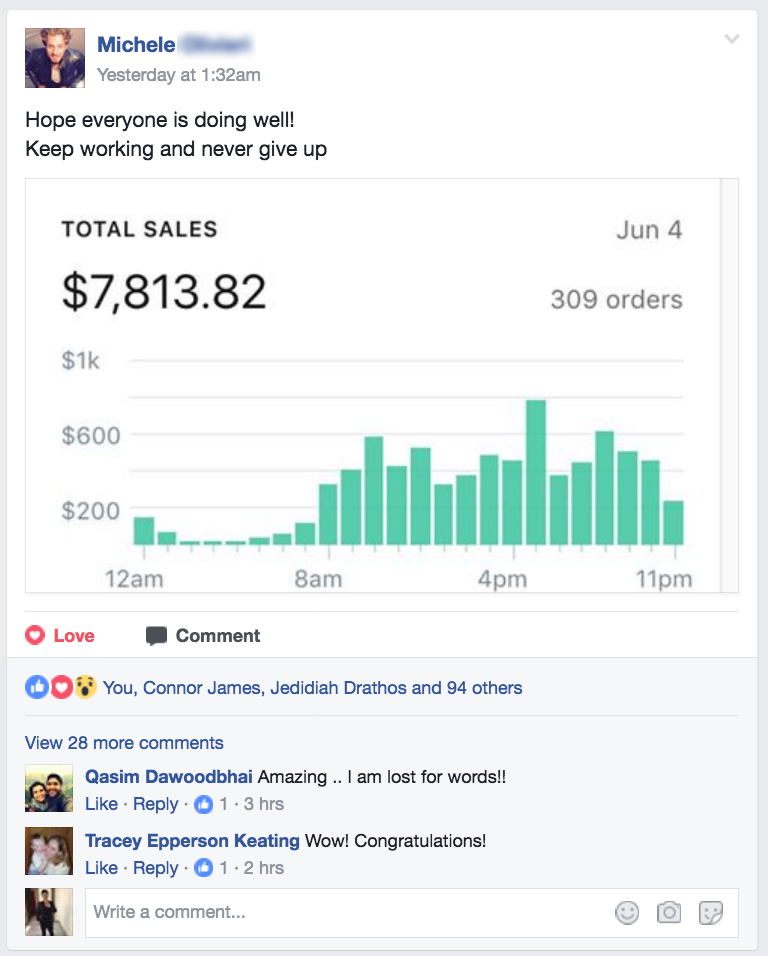 Michele
Yesterday at 1:32am
Hope everyone is doing well!
Keep working and never give up
TOTAL SALES Jun 4
$7,813.82 309 orders
$1k
$600
$200
12am 8am 4pm 11pm
Love Comment
You, Connor James, Jedidiah Drathos and 94 others
View 28 more comments
Qasim Dawoodbhai Amazing .. I am lost for words!!
Like · Reply · 1 · 3 hrs
Tracey Epperson Keating Wow! Congratulations!
Like · Reply · 1 · 2 hrs
Write a comment...